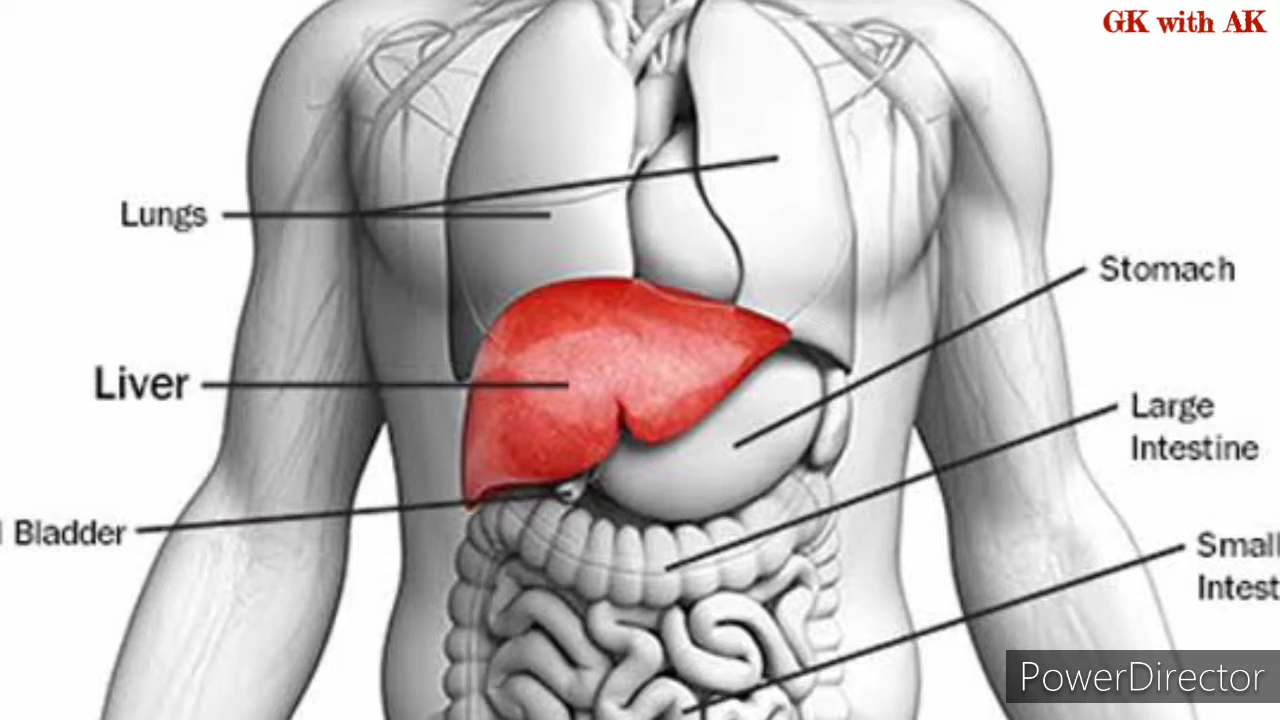 GK with AK
Lungs
Stomach
Liver
Large
Intestine
Bladder
Small
Intest
PowerDirector